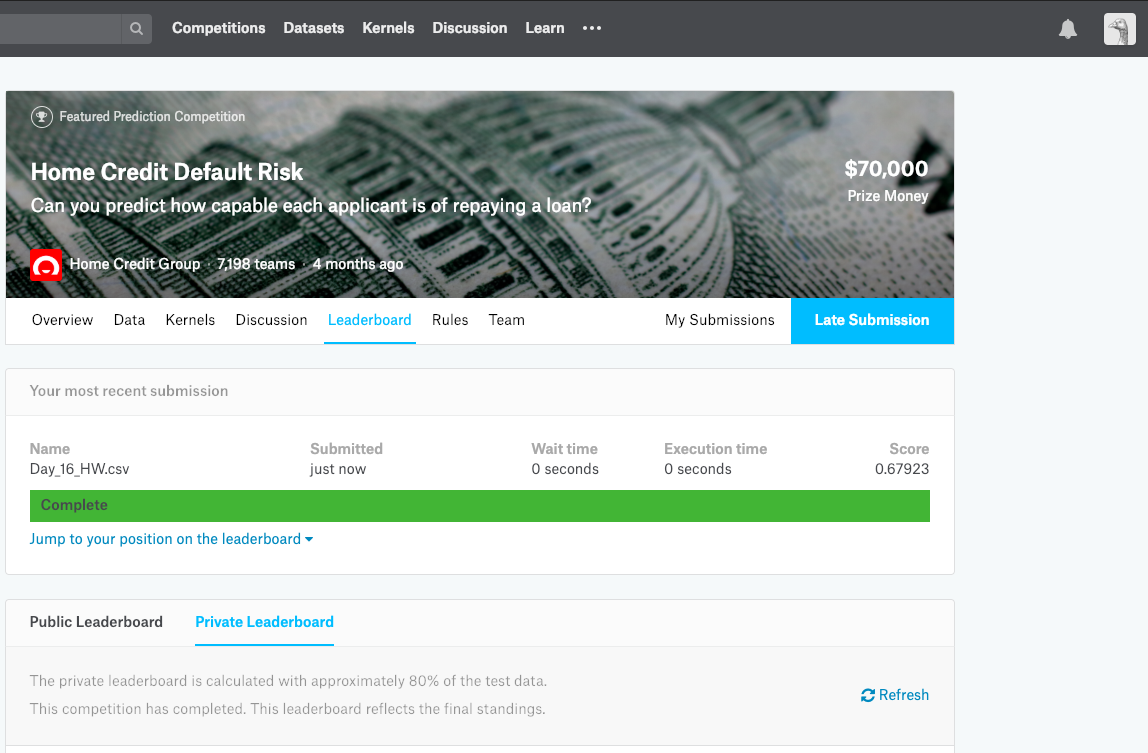 Competitions Datasets Kernels Discussion Learn •••
Featured Prediction Competition
Home Credit Default Risk
Can you predict how capable each applicant is of repaying a loan?
$70,000
Prize Money
Home Credit Group · 7,198 teams · 4 months ago
Overview Data Kernels Discussion Leaderboard Rules Team My Submissions Late Submission
Your most recent submission
Name Submitted Wait time Execution time Score
Day_16_HW.csv just now 0 seconds 0 seconds 0.67923
Complete
Jump to your position on the leaderboard
Public Leaderboard Private Leaderboard
The private leaderboard is calculated with approximately 80% of the test data.
This competition has completed. This leaderboard reflects the final standings.
Refresh